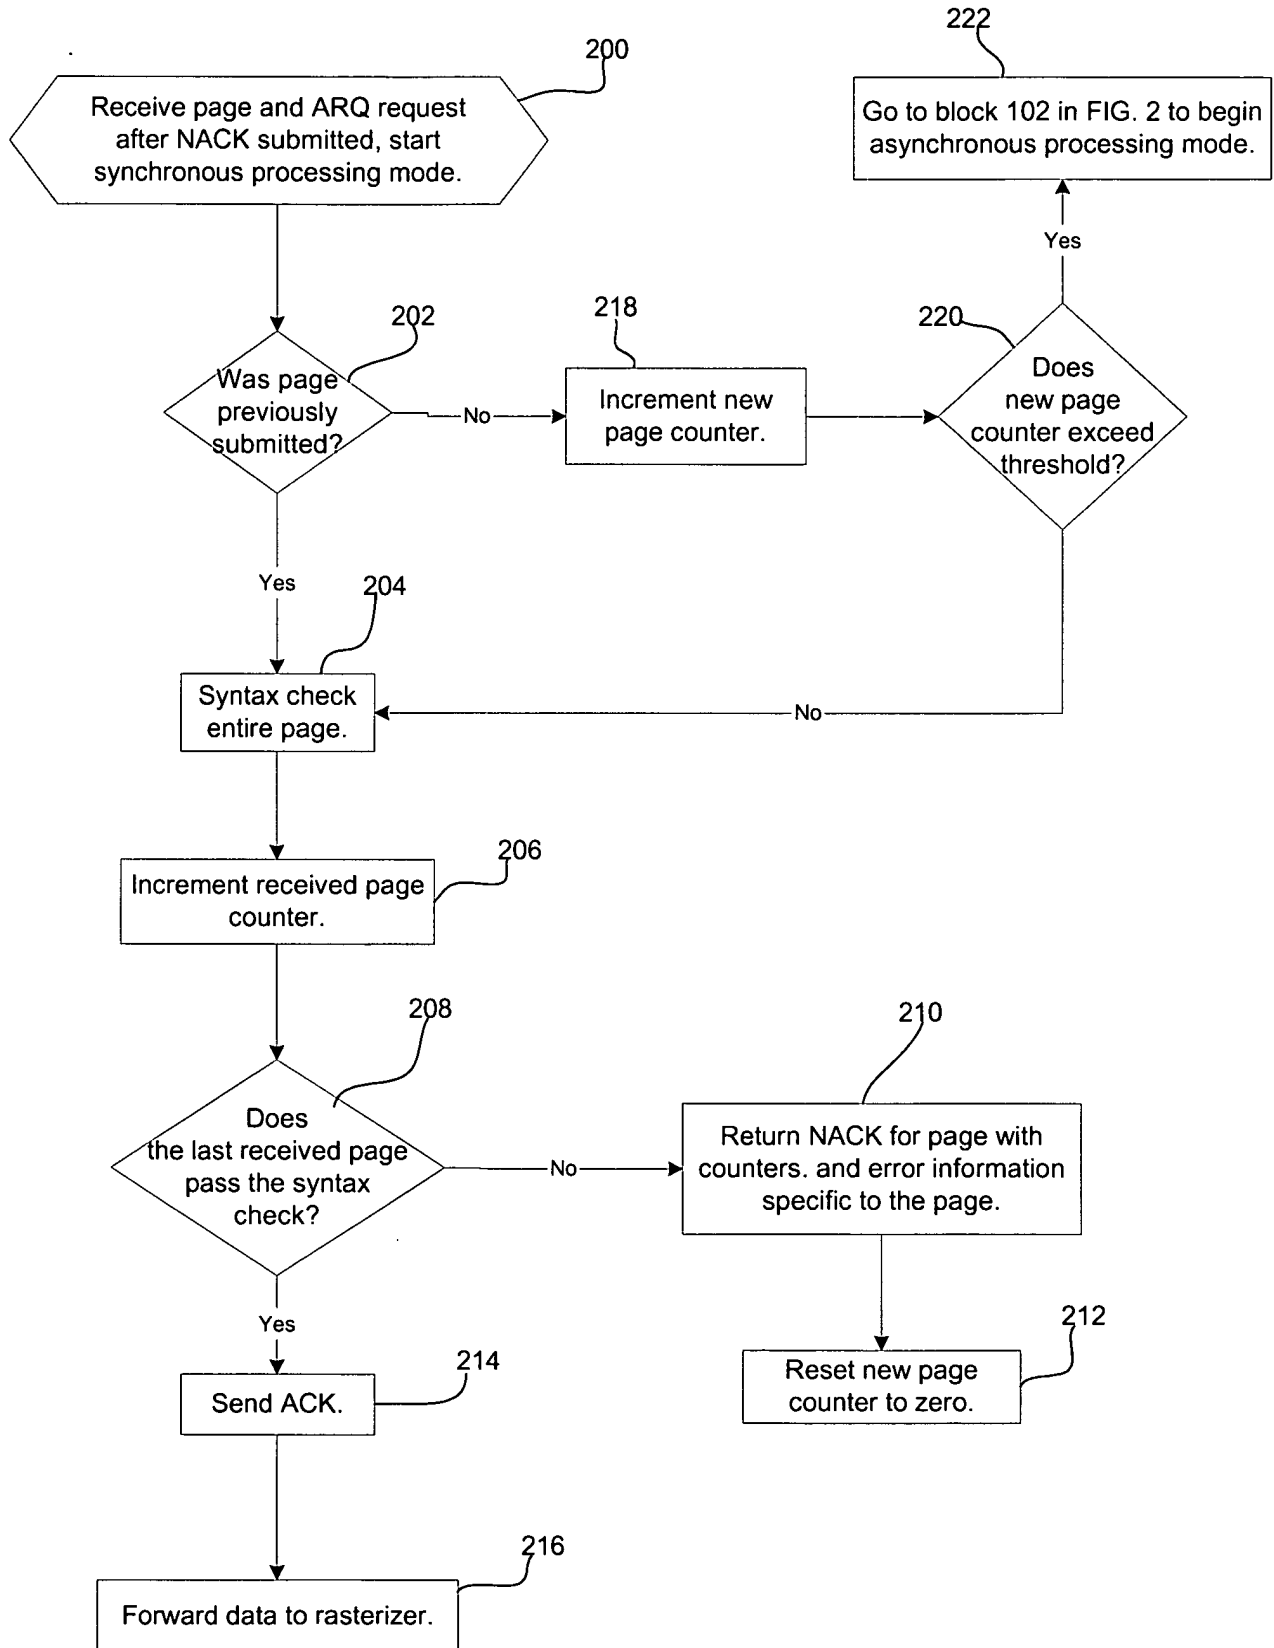 222
200
Receive page and ARQ request
after NACK submitted, start
synchronous processing mode.
Go to block 102 in FIG. 2 to begin
asynchronous processing mode.
Yes
202
218
220
Was page
previously
submitted?
No
Increment new
page counter.
Does
new page
counter exceed
threshold?
Yes
204
Syntax check
entire page.
No
206
Increment received page
counter.
208
210
Does
the last received page
pass the syntax
check?
No
Return NACK for page with
counters. and error information
specific to the page.
Yes
212
214
Send ACK.
Reset new page
counter to zero.
216
Forward data to rasterizer.